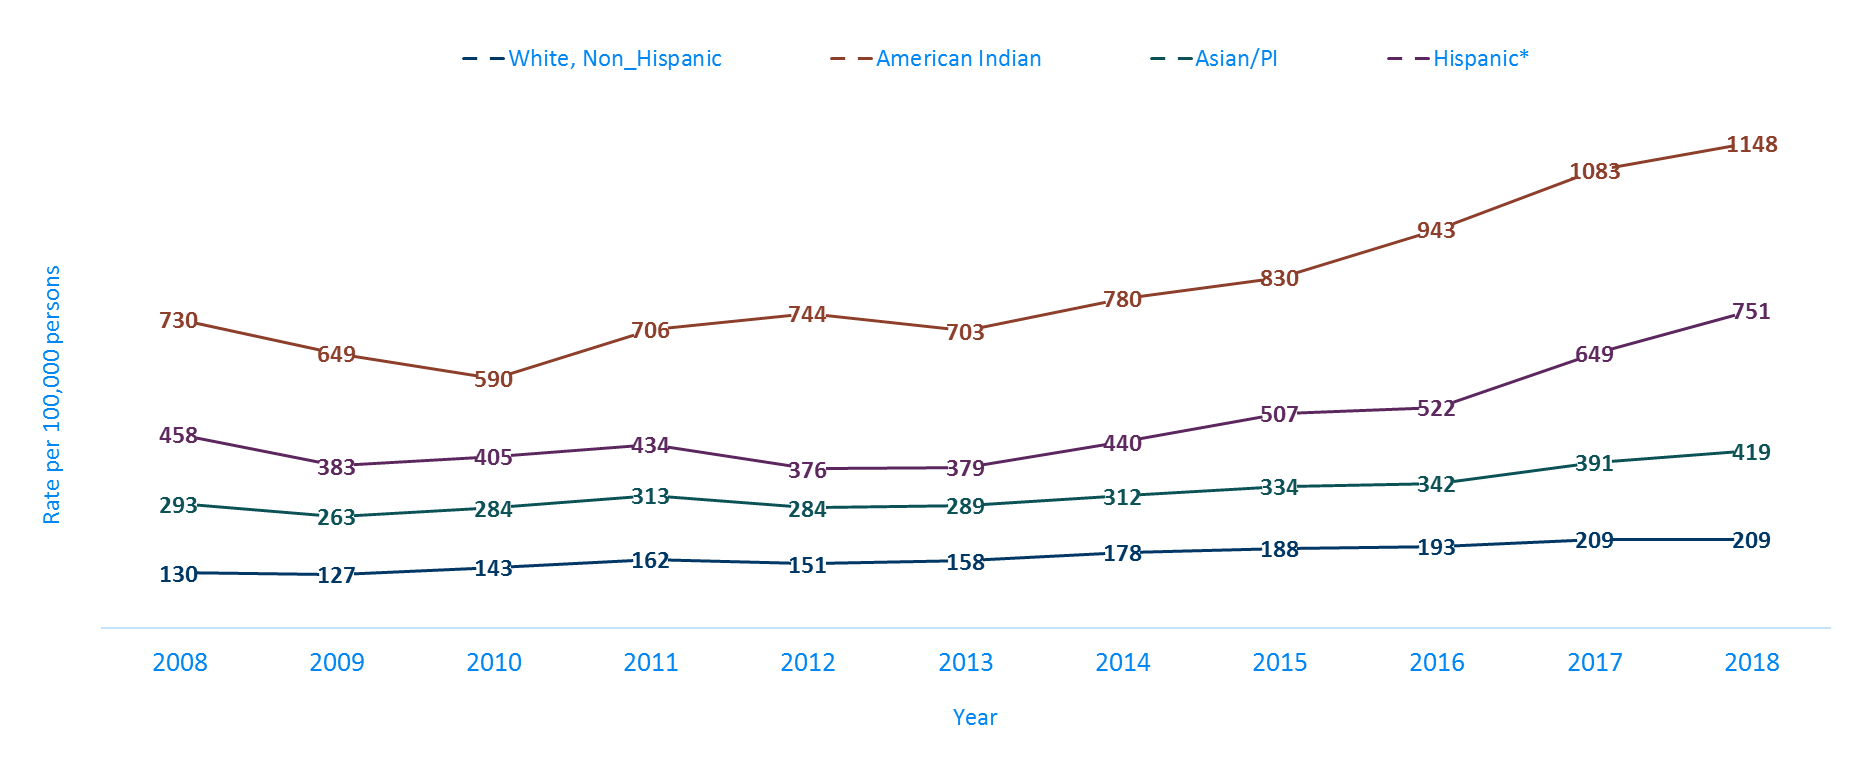 White, Non_Hispanic American Indian Asian/PI Hispanic*
Rate per 100,000 persons
730 649 590 706 744 703 780 830 943 1083 1148
458 383 405 434 376 379 440 507 522 649 751
293 263 284 313 284 289 312 334 342 391 419
130 127 143 162 151 158 178 188 193 209 209
2008 2009 2010 2011 2012 2013 2014 2015 2016 2017 2018
Year